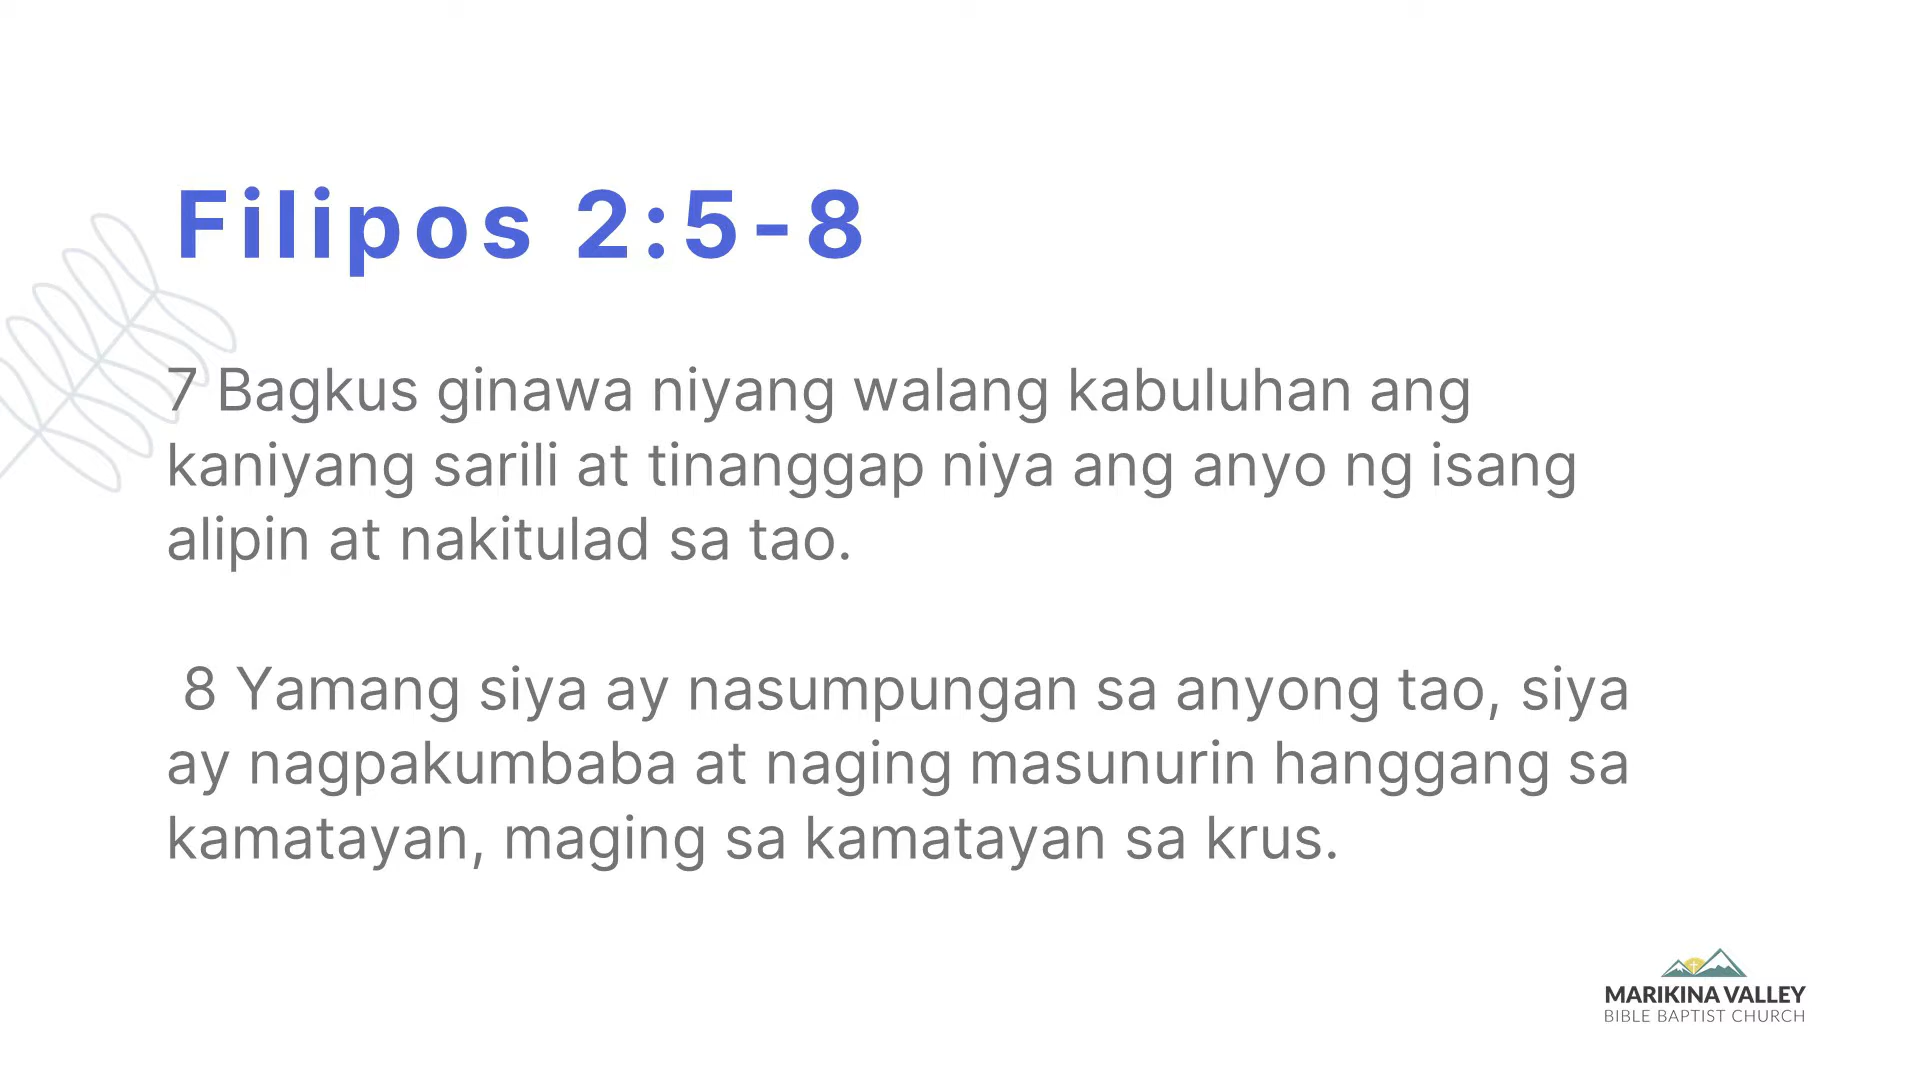 Filipos 2:5-8
7 Bagkus ginawa niyang walang kabuluhan ang
kaniyang sarili at tinanggap niya ang anyo ng isang
alipin at nakitulad sa tao.
8 Yamang siya ay nasumpungan sa anyong tao, siya
ay nagpakumbaba at naging masunurin hanggang sa
kamatayan, maging sa kamatayan sa krus.
MARIKINA VALLEY
BIBLE BAPTIST CHURCH